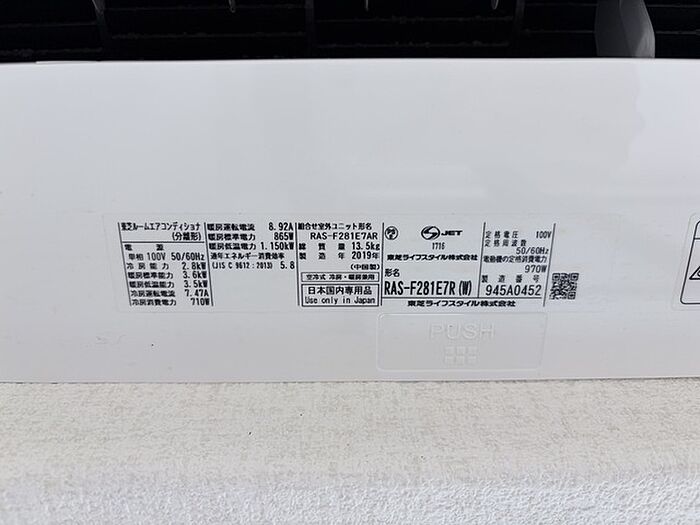 東芝ルームエアコンディショナ
(分離形)
電 源
単相 100V 50/60Hz
冷房能力 2.8kW
暖房標準能力 3.6kW
暖房低温能力 3.5kW
冷房運転電流 7.47A
冷房消費電力 710W
暖房運転電流 8.92A
暖房標準電力 865W
暖房低温電力 1.150kW
通年エネルギー消費効率
(JIS C 9612:2013) 5.8
組合せ室外ユニット形名
RAS-F281E7AR
総質量 13.5kg
製造年 2019年
(中国製)
空冷式 冷房・暖房兼用
日本国内専用品
Use only in Japan
JET
1716
東芝ライフスタイル株式会社
形名
RAS-F281E7R(W)
定格電圧 100V
定格周波数
50/60Hz
電動機の定格消費電力
970W
製造番号
945A0452
東芝ライフスタイル株式会社
PUSH